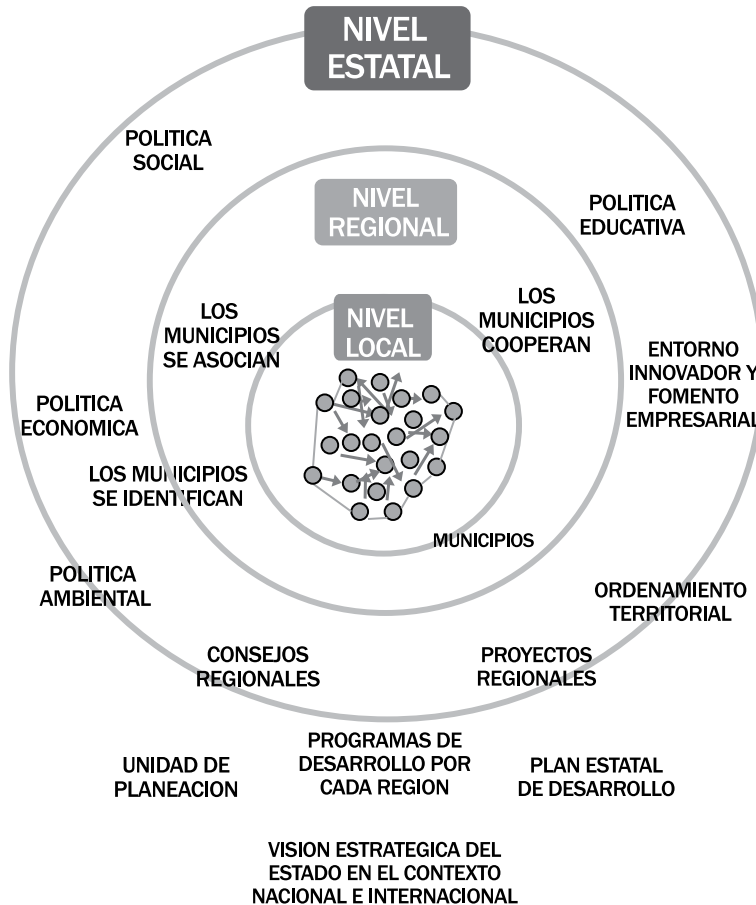 NIVEL
ESTATAL
POLITICA
SOCIAL
NIVEL
REGIONAL
POLITICA
EDUCATIVA
LOS
MUNICIPIOS
SE ASOCIAN
NIVEL
LOCAL
LOS
MUNICIPIOS
COOPERAN
ENTORNO
INNOVADOR Y
FOMENTO
EMPRESARIAL
POLITICA
ECONOMICA
LOS MUNICIPIOS
SE IDENTIFICAN
MUNICIPIOS
POLITICA
AMBIENTAL
ORDENAMIENTO
TERRITORIAL
CONSEJOS
REGIONALES
PROYECTOS
REGIONALES
UNIDAD DE
PLANEACION
PROGRAMAS DE
DESARROLLO POR
CADA REGION
PLAN ESTATAL
DE DESARROLLO
VISION ESTRATEGICA DEL
ESTADO EN EL CONTEXTO
NACIONAL E INTERNACIONAL